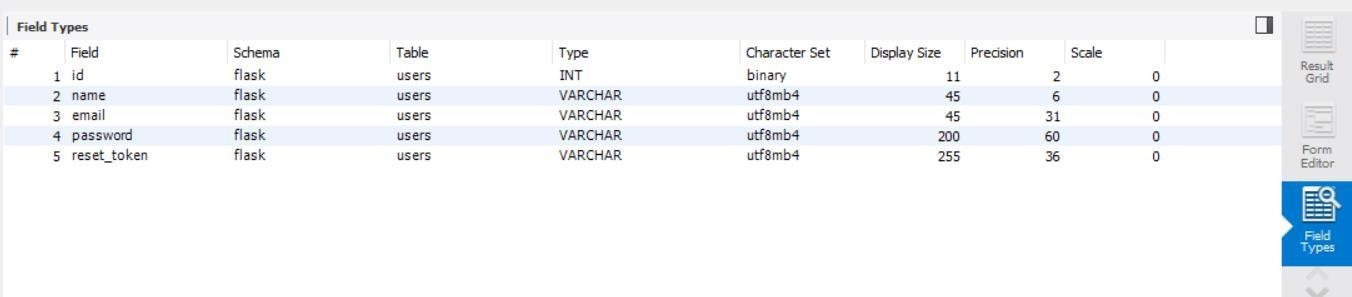 Field Types
# Field Schema Table Type Character Set Display Size Precision Scale
1 id flask users INT binary 11 2 0
2 name flask users VARCHAR utf8mb4 45 6 0
3 email flask users VARCHAR utf8mb4 45 31 0
4 password flask users VARCHAR utf8mb4 200 60 0
5 reset_token flask users VARCHAR utf8mb4 255 36 0
Result
Grid
Form
Editor
Field
Types